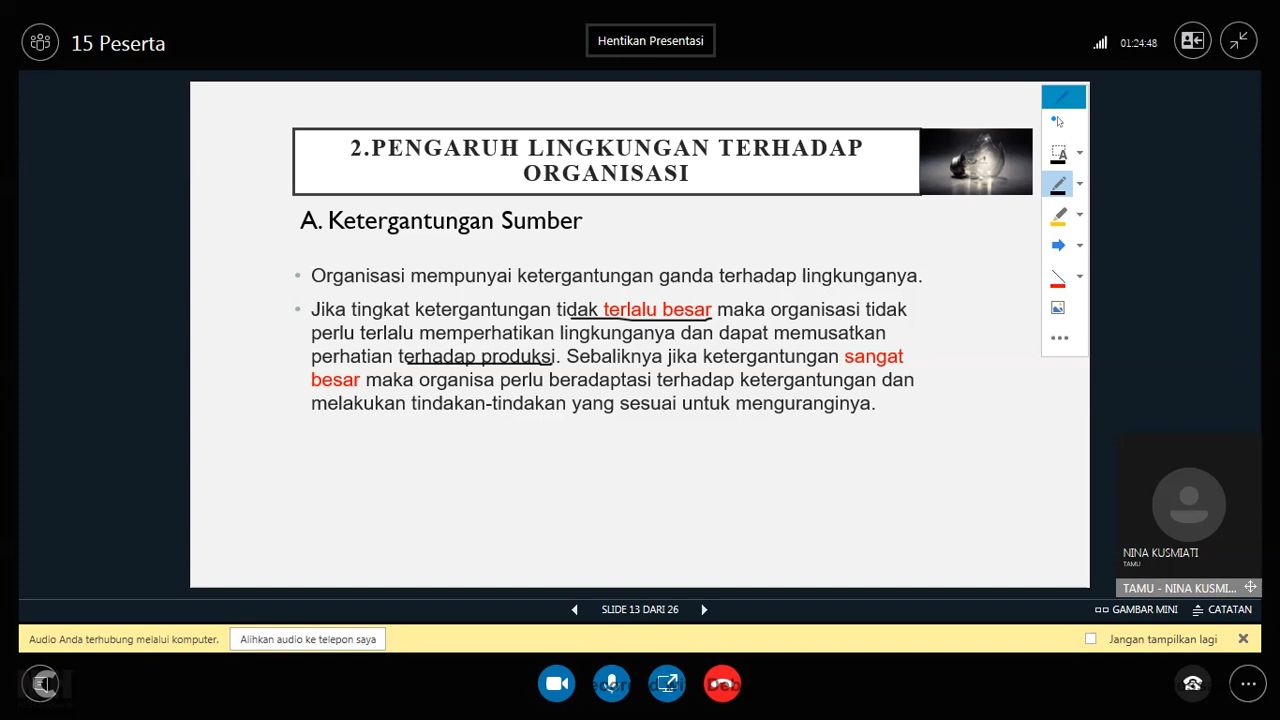 15 Peserta
Hentikan Presentasi
01:24:48
2.PENGARUH LINGKUNGAN TERHADAP
ORGANISASI
A. Ketergantungan Sumber
• Organisasi mempunyai ketergantungan ganda terhadap lingkunganya.
• Jika tingkat ketergantungan tidak terlalu besar maka organisasi tidak
perlu terlalu memperhatikan lingkunganya dan dapat memusatkan
perhatian terhadap produksi. Sebaliknya jika ketergantungan sangat
besar maka organisa perlu beradaptasi terhadap ketergantungan dan
melakukan tindakan-tindakan yang sesuai untuk menguranginya.
A
NINA KUSMIATI
TAMU
TAMU - NINA KUSMI...
SLIDE 13 DARI 26
GAMBAR MINI
CATATAN
Audio Anda terhubung melalui komputer.
Alihkan audio ke telepon saya
Jangan tampilkan lagi